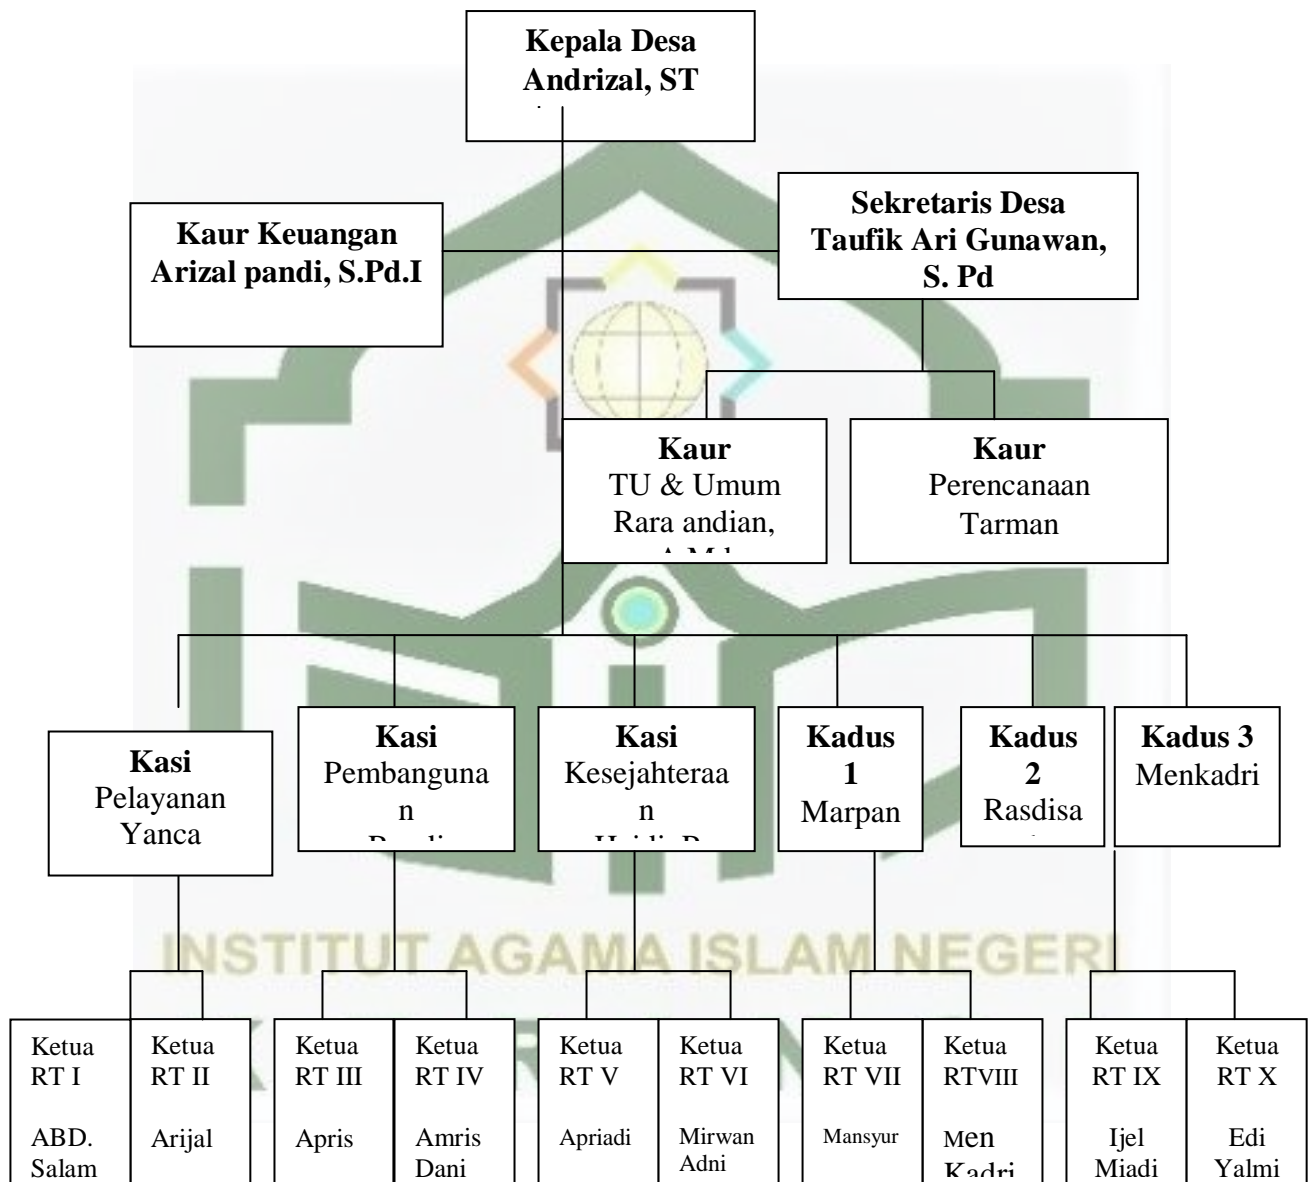 Kepala Desa
Andrizal, ST
Kaur Keuangan
Arizal pandi, S.Pd.I
Sekretaris Desa
Taufik Ari Gunawan,
S. Pd
Kaur
TU & Umum
Rara andian,
Kaur
Perencanaan
Tarman
Kasi
Pelayanan
Yanca
Kasi
Pembanguna
n
Kasi
Kesejahteraa
n
Kadus
1
Marpan
Kadus
2
Rasdisa
Kadus 3
Menkadri
INSTITUT AGAMA ISLAM NEGERI
Ketua
RT I
ABD.
Salam
Ketua
RT II
Arijal
Ketua
RT III
Apris
Ketua
RT IV
Amris
Dani
Ketua
RT V
Apriadi
Ketua
RT VI
Mirwan
Adni
Ketua
RT VII
Mansyur
Ketua
RTVIII
Men
Kadri
Ketua
RT IX
Ijel
Miadi
Ketua
RT X
Edi
Yalmi